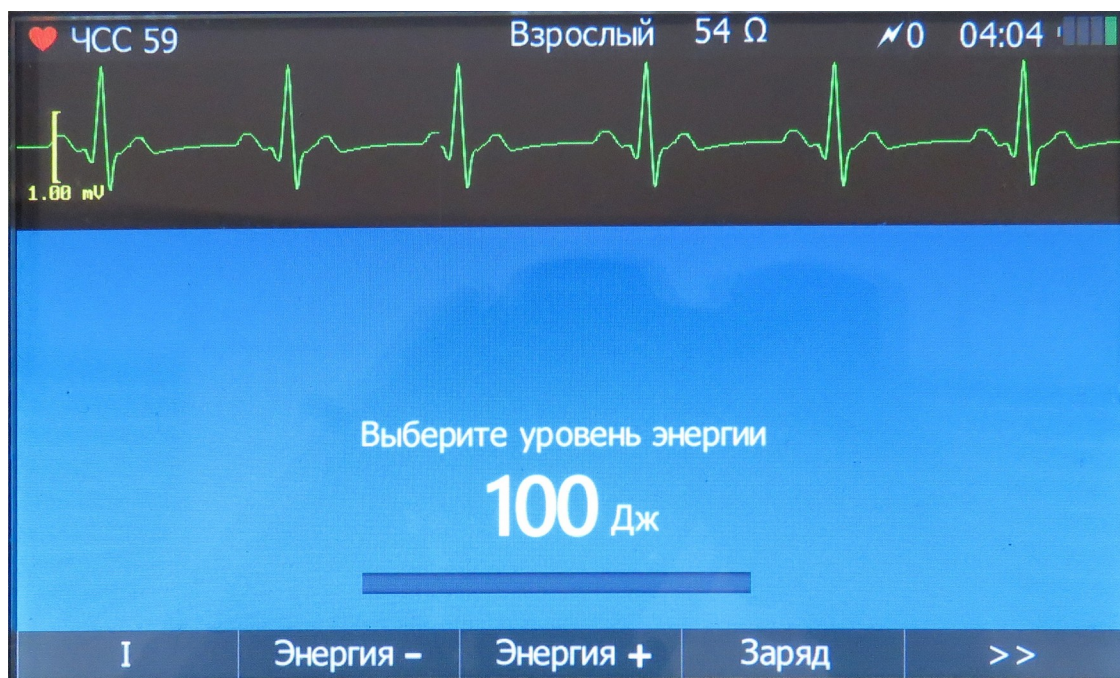 ЧСС 59 Взрослый 54 Ω 0 04:04
1.00 mV
Выберите уровень энергии
100 Дж
I Энергия – Энергия + Заряд >>